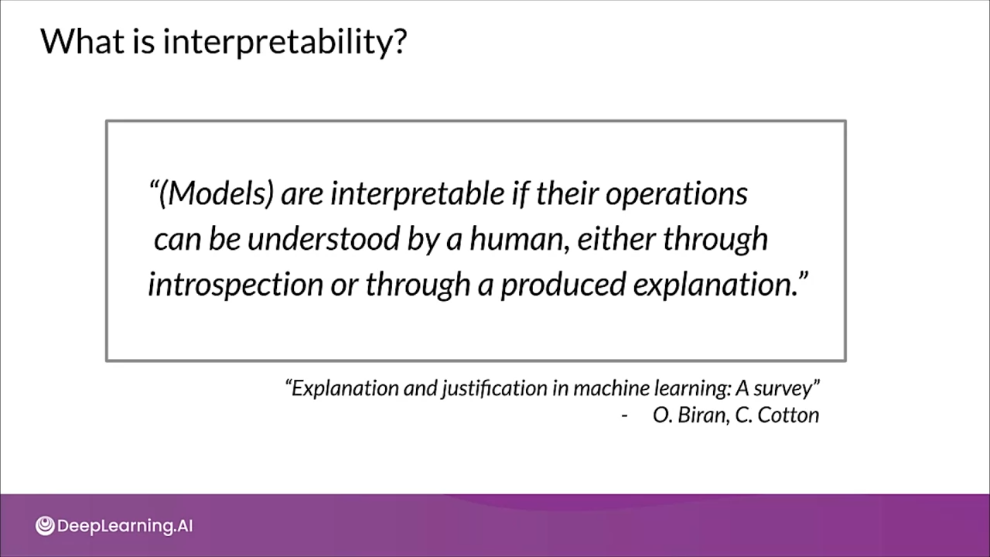 What is interpretability?
“(Models) are interpretable if their operations
can be understood by a human, either through
introspection or through a produced explanation.”
“Explanation and justification in machine learning: A survey”
- O. Biran, C. Cotton
DeepLearning.AI